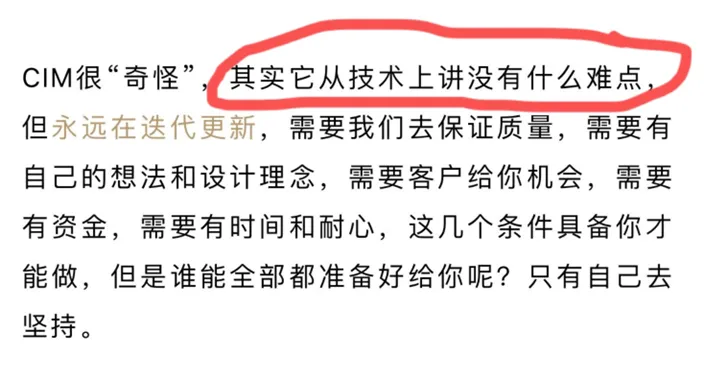 CIM很“奇怪”，其实它从技术上讲没有什么难点，
但永远在迭代更新，需要我们去保证质量，需要有
自己的想法和设计理念，需要客户给你机会，需要
有资金，需要有时间和耐心，这几个条件具备你才
能做，但是谁能全部都准备好给你呢？只有自己去
坚持。